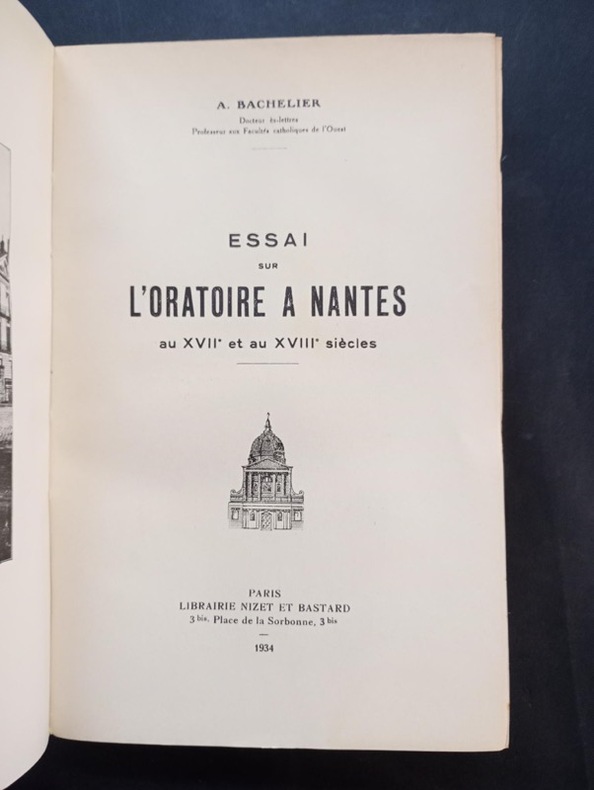 A. BACHELIER
Docteur ès-lettres
Professeur aux Facultés catholiques de l'Ouest
ESSAI
SUR
L'ORATOIRE A NANTES
au XVIIᵉ et au XVIIIᵉ siècles
PARIS
LIBRAIRIE NIZET ET BASTARD
3 bis, Place de la Sorbonne, 3 bis
1934